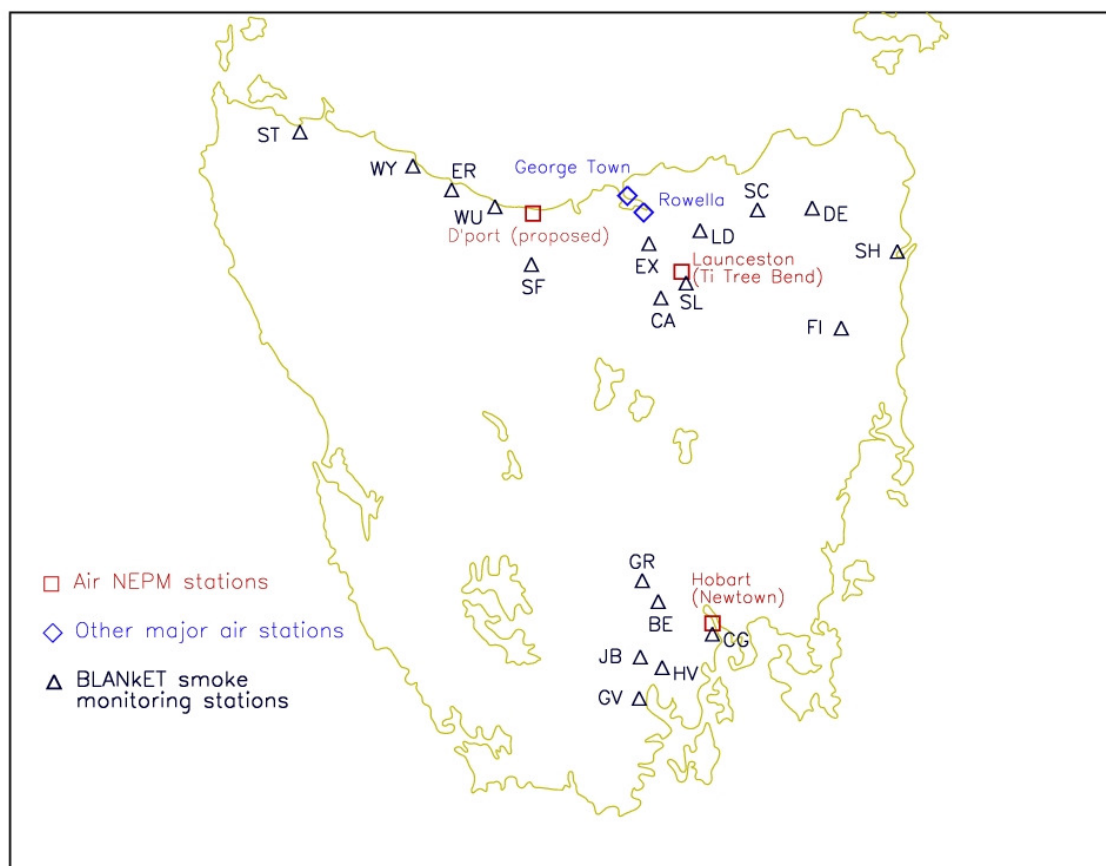 ST
WY
ER
George Town
WU
Rowella
SC
DE
D'port (proposed)
LD
SH
EX
Launceston
(Ti Tree Bend)
SF
SL
CA
FI
GR
Hobart
(Newtown)
BE
CG
JB
HV
GV
Air NEPM stations
Other major air stations
BLANkET smoke
monitoring stations